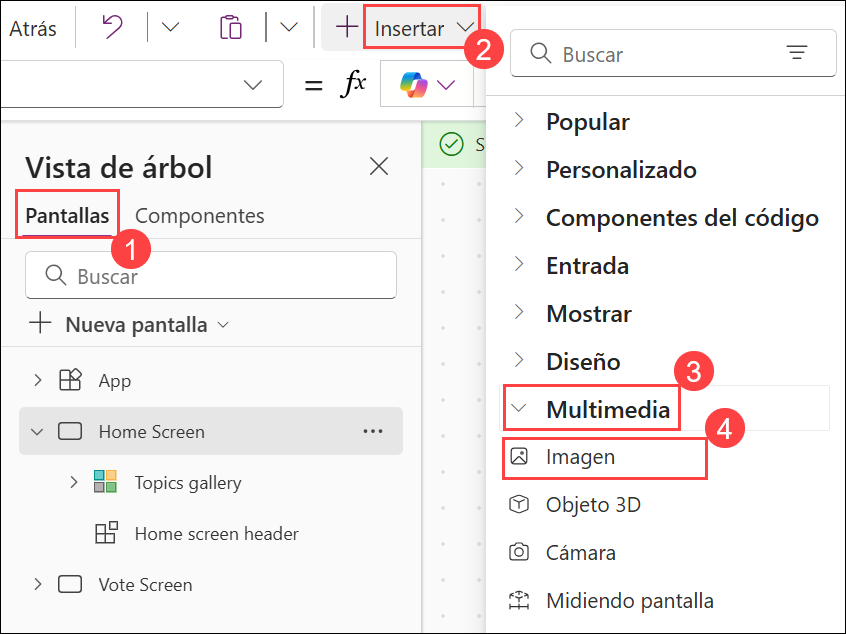 Atrás
Insertar
2
= fx
Vista de árbol
Pantallas
Componentes
1
Buscar
Nueva pantalla
App
Home Screen
Topics gallery
Home screen header
Vote Screen
S
Buscar
Popular
Personalizado
Componentes del código
Entrada
Mostrar
Diseño
3
Multimedia
4
Imagen
Objeto 3D
Cámara
Midiendo pantalla